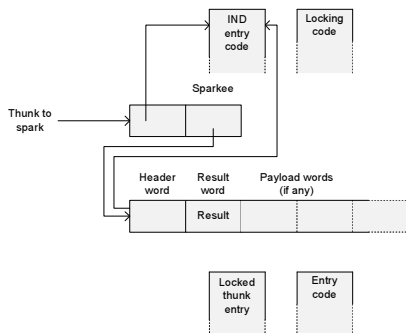 IND
entry
code
Locking
code
Sparkee
Thunk to
spark
Header
word
Result
word
Payload words
(if any)
Result
Locked
thunk
entry
Entry
code